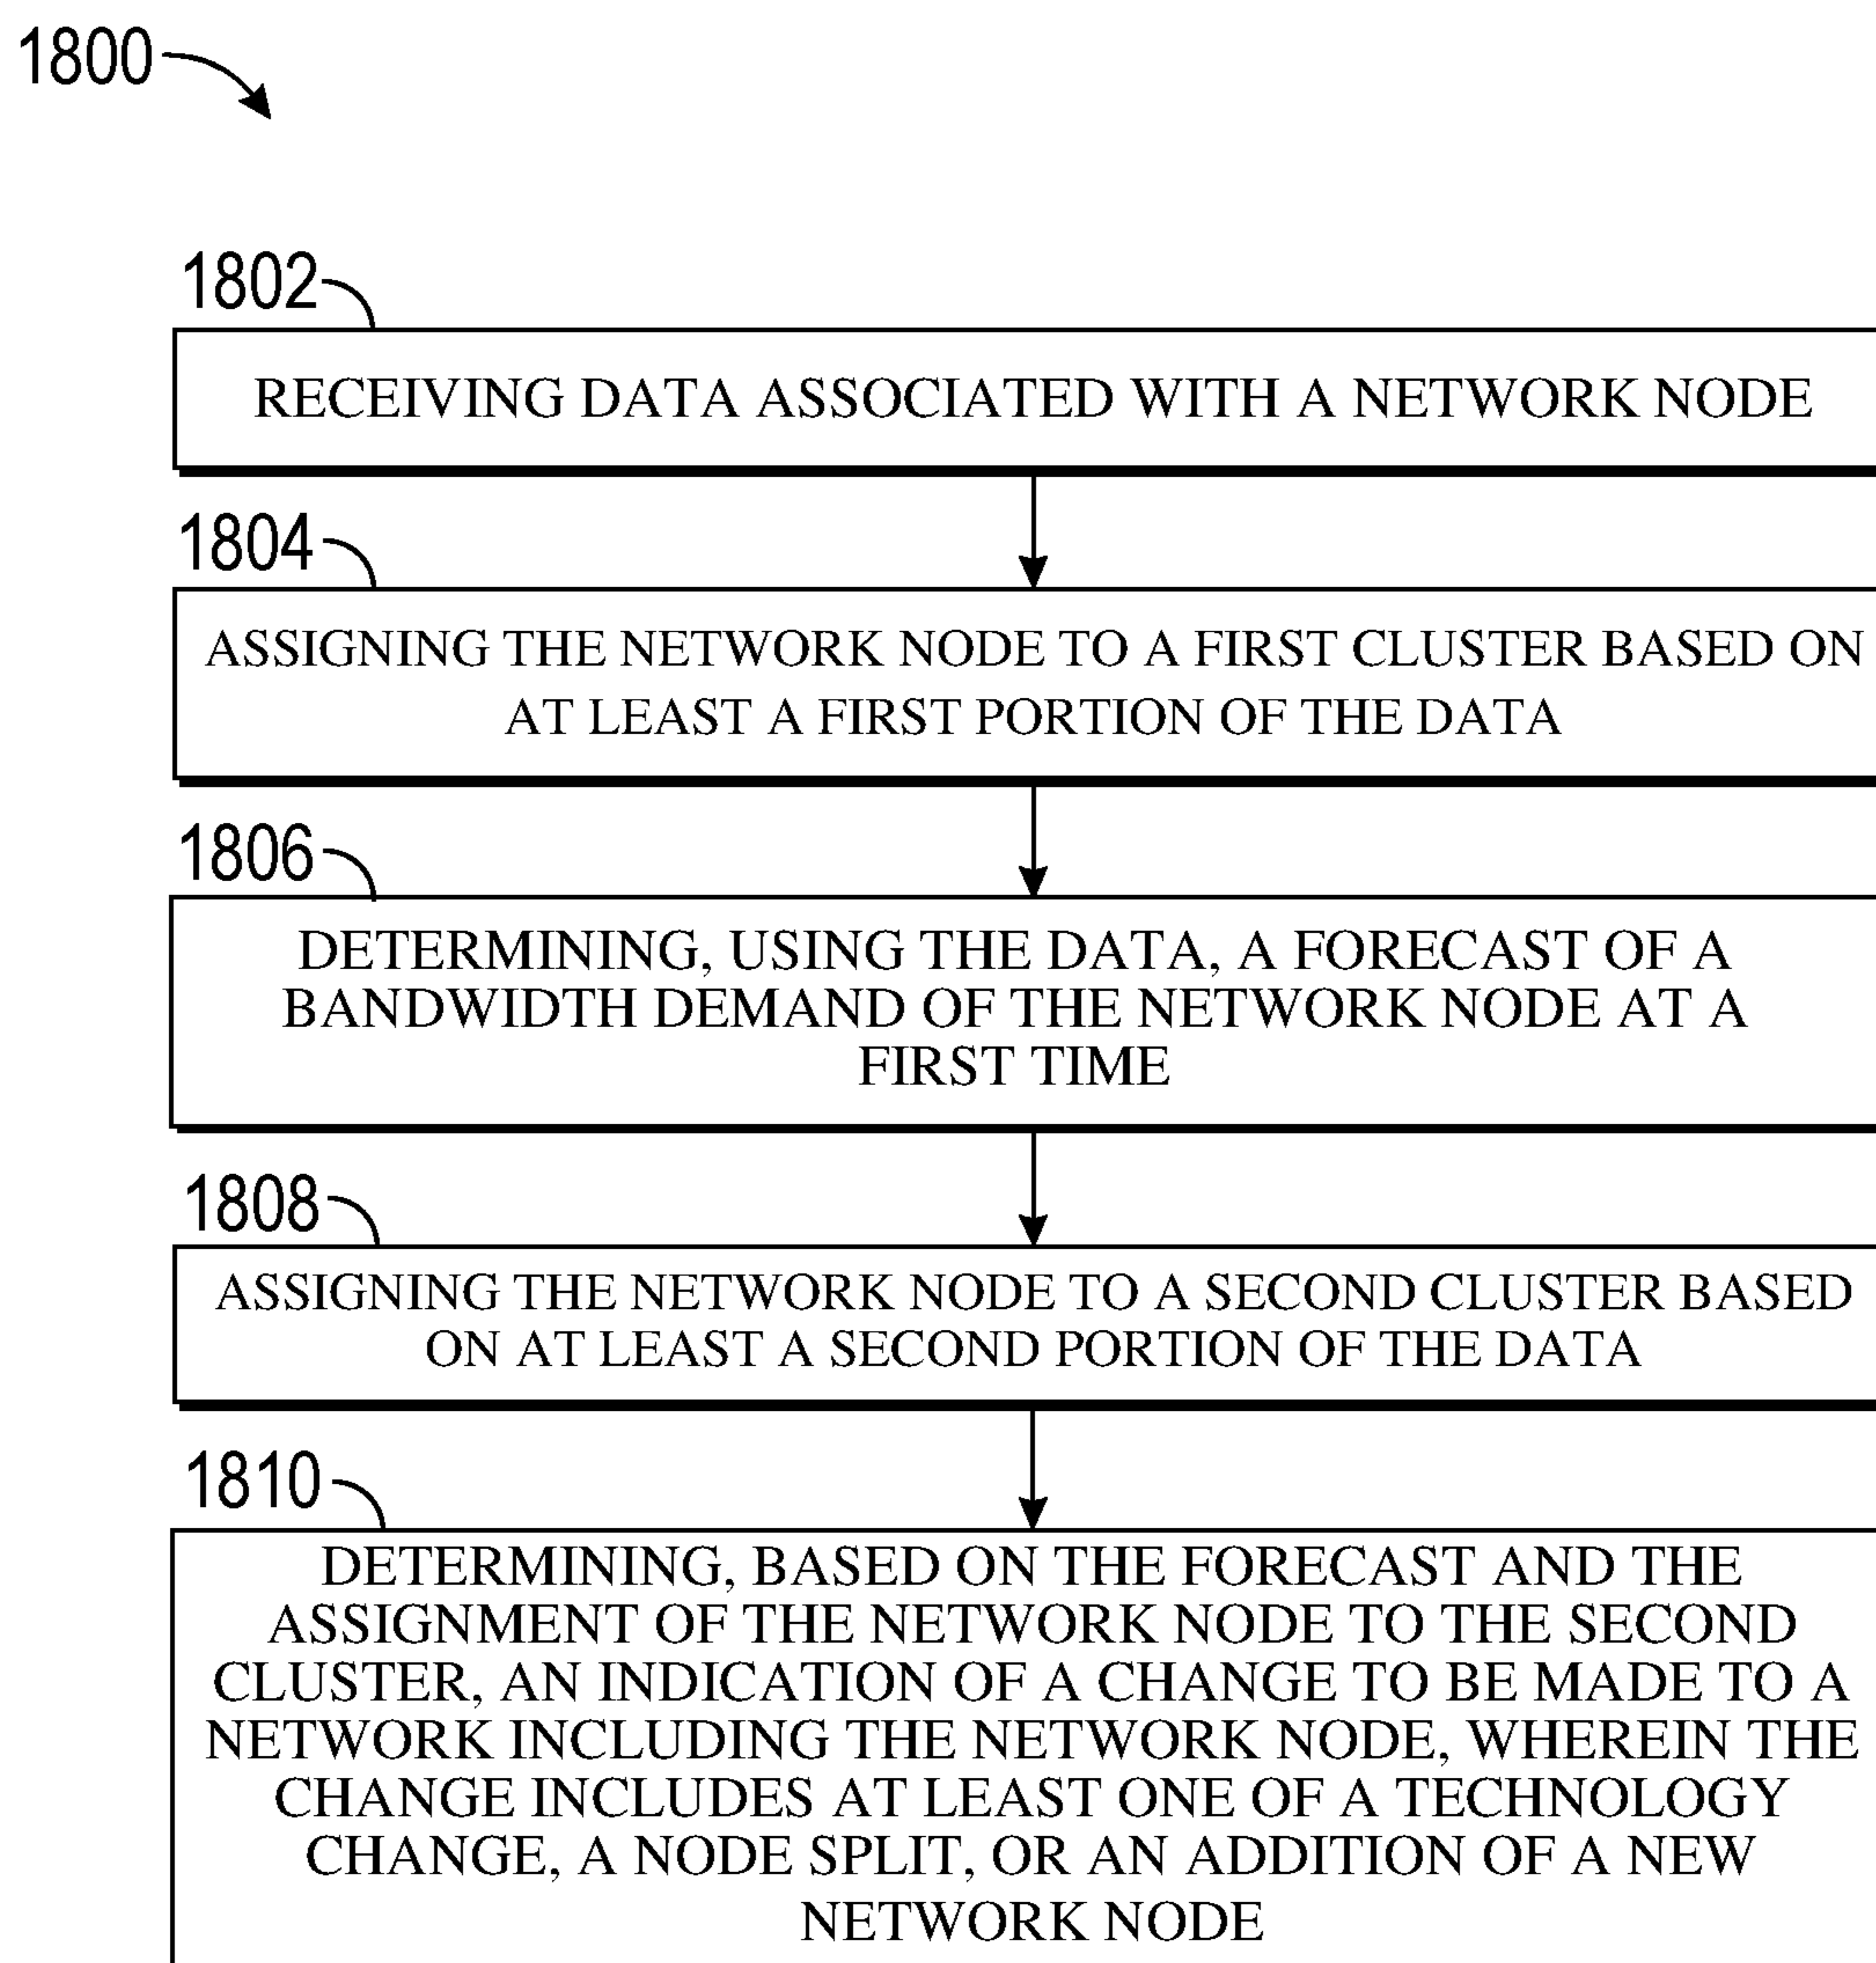 1800
1802
RECEIVING DATA ASSOCIATED WITH A NETWORK NODE
1804
ASSIGNING THE NETWORK NODE TO A FIRST CLUSTER BASED ON
AT LEAST A FIRST PORTION OF THE DATA
1806
DETERMINING, USING THE DATA, A FORECAST OF A
BANDWIDTH DEMAND OF THE NETWORK NODE AT A
FIRST TIME
1808
ASSIGNING THE NETWORK NODE TO A SECOND CLUSTER BASED
ON AT LEAST A SECOND PORTION OF THE DATA
1810
DETERMINING, BASED ON THE FORECAST AND THE
ASSIGNMENT OF THE NETWORK NODE TO THE SECOND
CLUSTER, AN INDICATION OF A CHANGE TO BE MADE TO A
NETWORK INCLUDING THE NETWORK NODE, WHEREIN THE
CHANGE INCLUDES AT LEAST ONE OF A TECHNOLOGY
CHANGE, A NODE SPLIT, OR AN ADDITION OF A NEW
NETWORK NODE